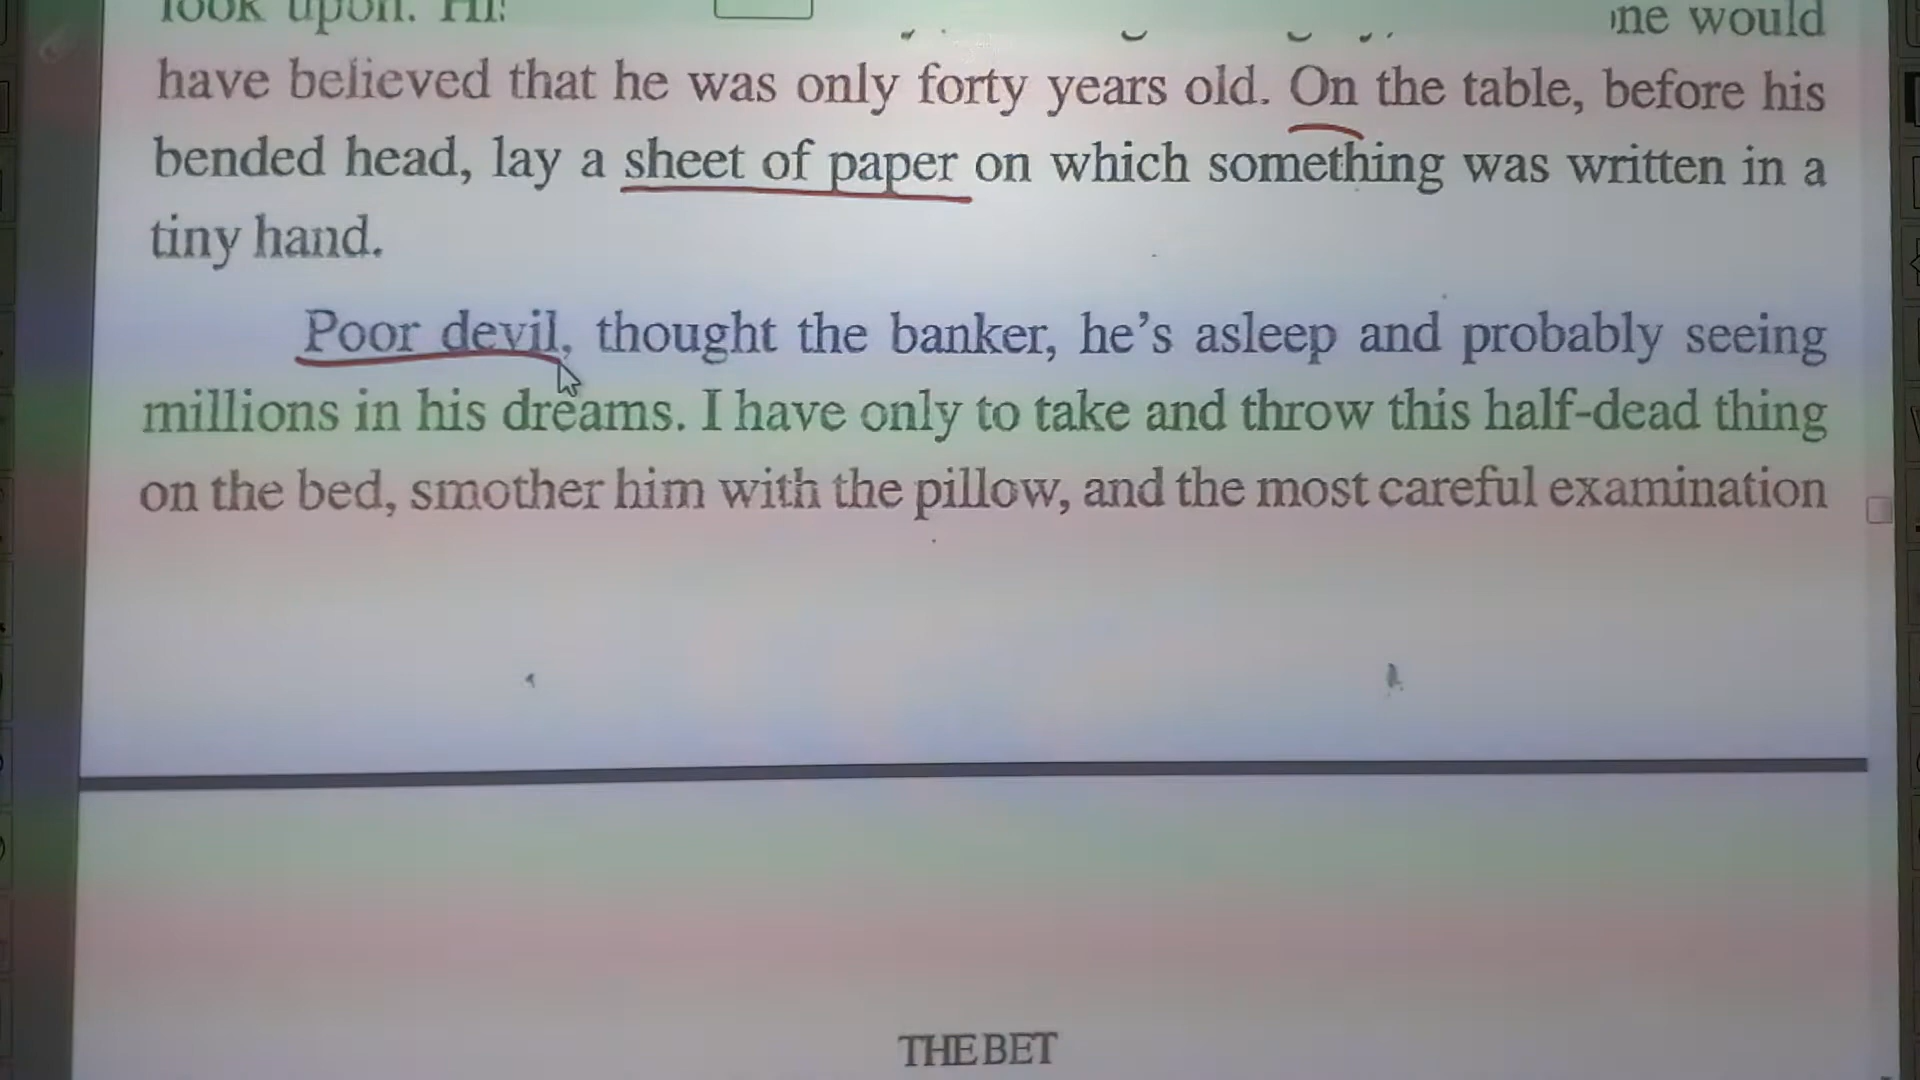 look upon.
would
have believed that he was only forty years old. On the table, before his
bended head, lay a sheet of paper on which something was written in a
tiny hand.
Poor devil, thought the banker, he's asleep and probably seeing
millions in his dreams. I have only to take and throw this half-dead thing
on the bed, smother him with the pillow, and the most careful examination
THE BET